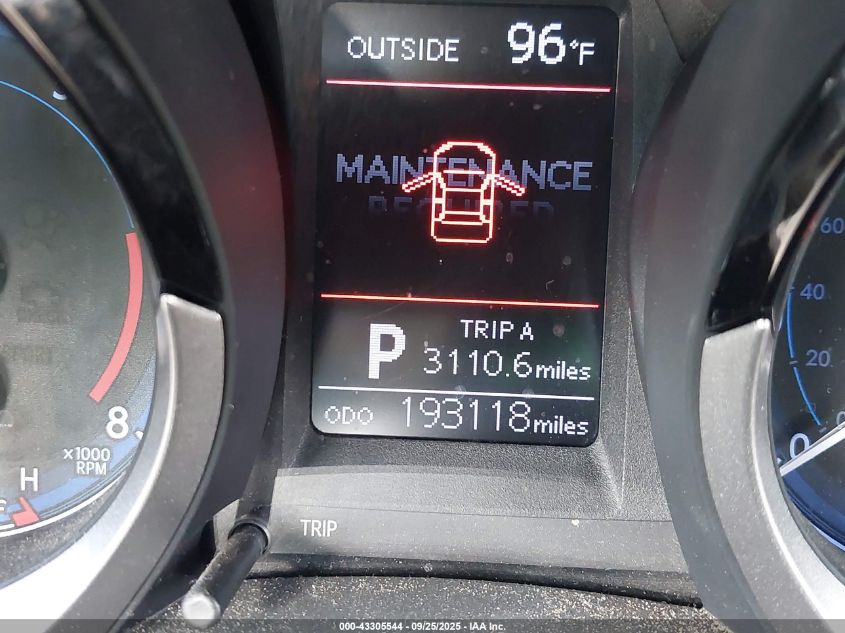 OUTSIDE 96°F
MAINTENANCE
REQUIRED
P
TRIP A
3110.6 miles
ODO 193118 miles
8
x1000
RPM
H
TRIP
60
40
20
0
000-43305544 - 09/25/2025 - IAA Inc.